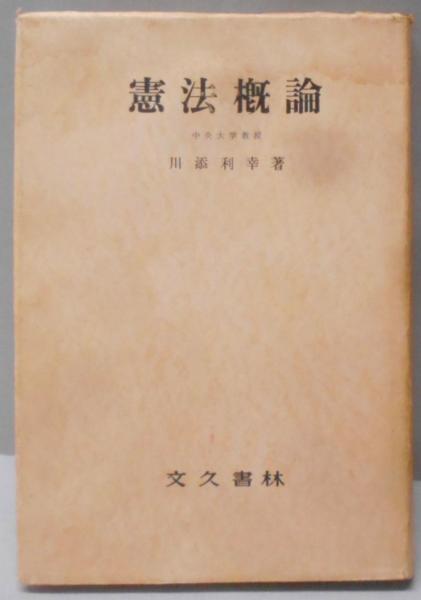 憲法概論
中央大学教授
川添利幸著
文久書林